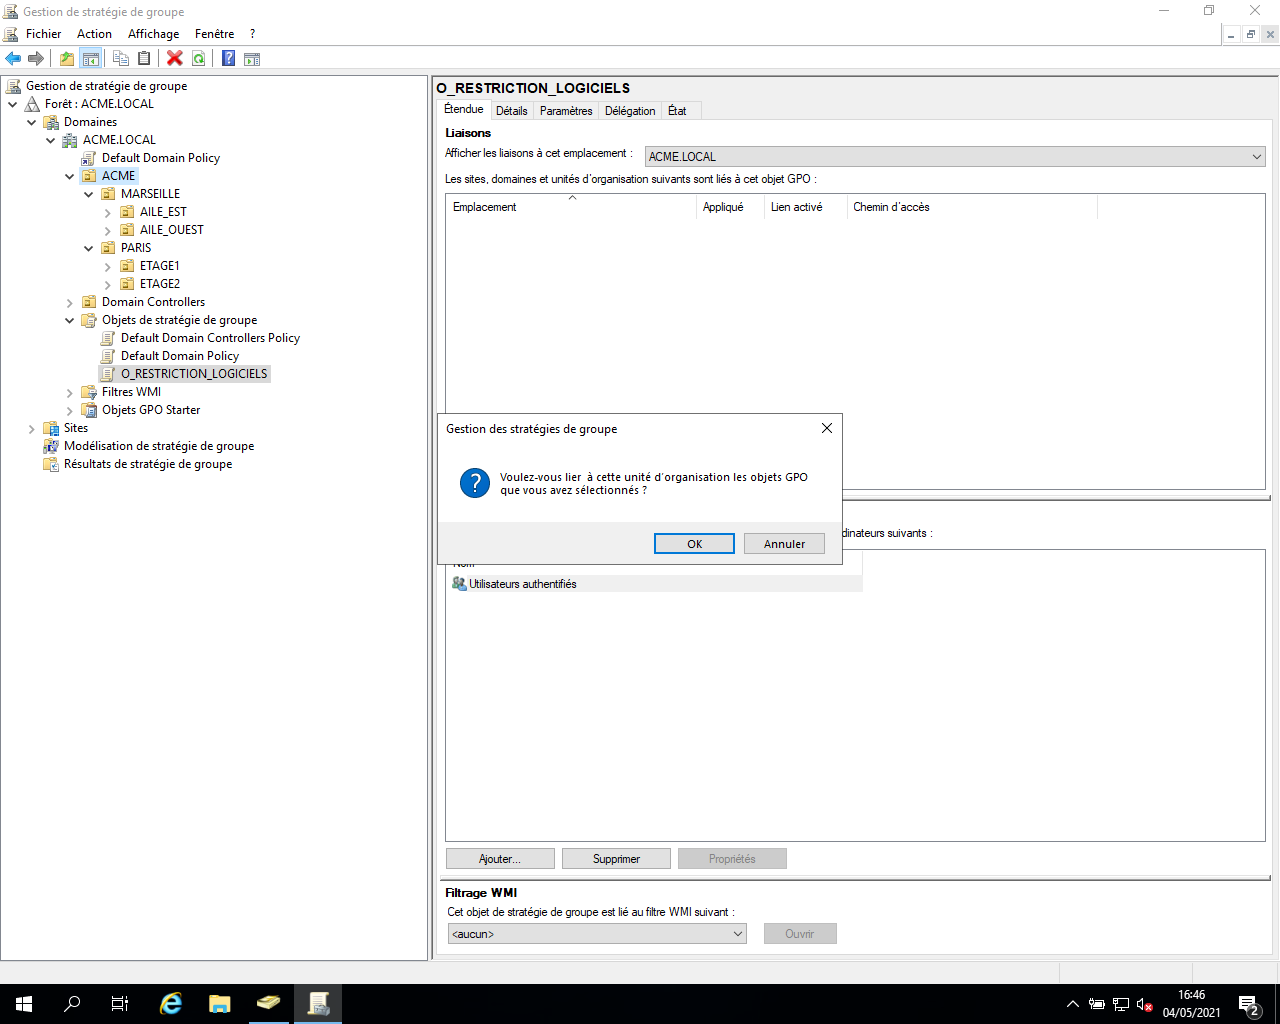 Gestion de stratégie de groupe
Fichier Action Affichage Fenêtre ?
Gestion de stratégie de groupe
Forêt : ACME.LOCAL
Domaines
ACME.LOCAL
Default Domain Policy
ACME
MARSEILLE
AILE_EST
AILE_OUEST
PARIS
ETAGE1
ETAGE2
Domain Controllers
Objets de stratégie de groupe
Default Domain Controllers Policy
Default Domain Policy
O_RESTRICTION_LOGICIELS
Filtres WMI
Objets GPO Starter
Sites
Modélisation de stratégie de groupe
Résultats de stratégie de groupe
O_RESTRICTION_LOGICIELS
Étendue Détails Paramètres Délégation État
Liaisons
Afficher les liaisons à cet emplacement : ACME.LOCAL
Les sites, domaines et unités d'organisation suivants sont liés à cet objet GPO :
Emplacement Appliqué Lien activé Chemin d'accès
Gestion des stratégies de groupe
Voulez-vous lier à cette unité d'organisation les objets GPO
que vous avez sélectionnés ?
OK Annuler
dinateurs suivants :
Utilisateurs authentifiés
Ajouter... Supprimer Propriétés
Filtrage WMI
Cet objet de stratégie de groupe est lié au filtre WMI suivant :
<aucun> Ouvrir
16:46
04/05/2021
2